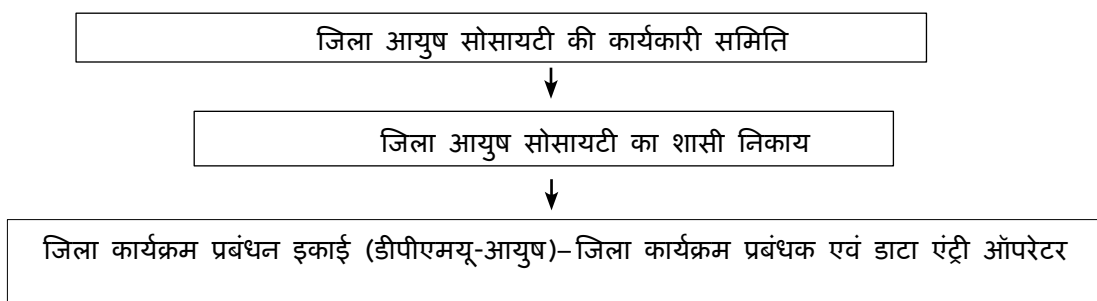 जिला आयुष सोसायटी की कार्यकारी समिति
जिला आयुष सोसायटी का शासी निकाय
जिला कार्यक्रम प्रबंधन इकाई (डीपीएमयू-आयुष)–जिला कार्यक्रम प्रबंधक एवं डाटा एंट्री ऑपरेटर